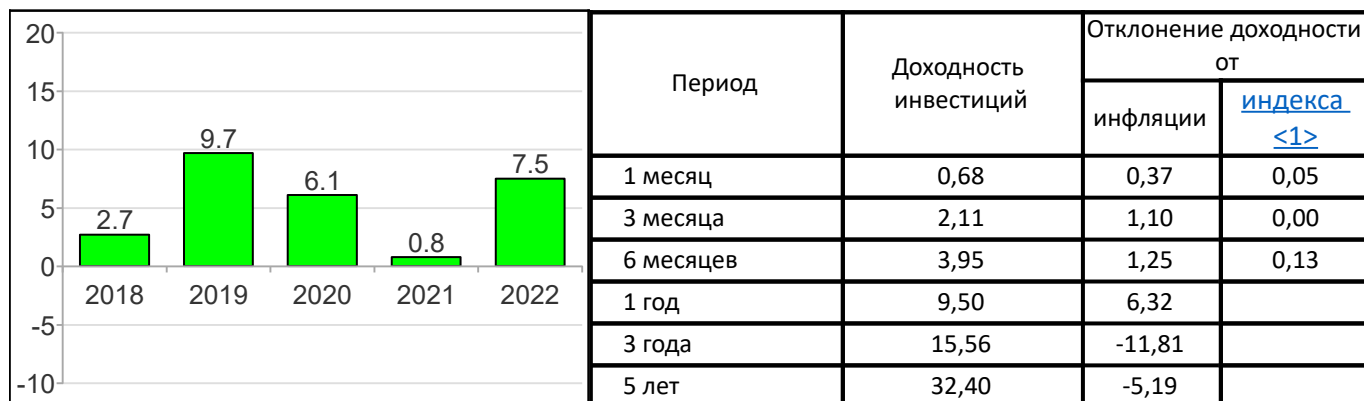 20
15
10
5
0
-5
-10
2.7
9.7
6.1
0.8
7.5
2018 2019 2020 2021 2022
Период
Доходность
инвестиций
Отклонение доходности
от
инфляции
индекса
<1>
1 месяц 0,68 0,37 0,05
3 месяца 2,11 1,10 0,00
6 месяцев 3,95 1,25 0,13
1 год 9,50 6,32
3 года 15,56 -11,81
5 лет 32,40 -5,19